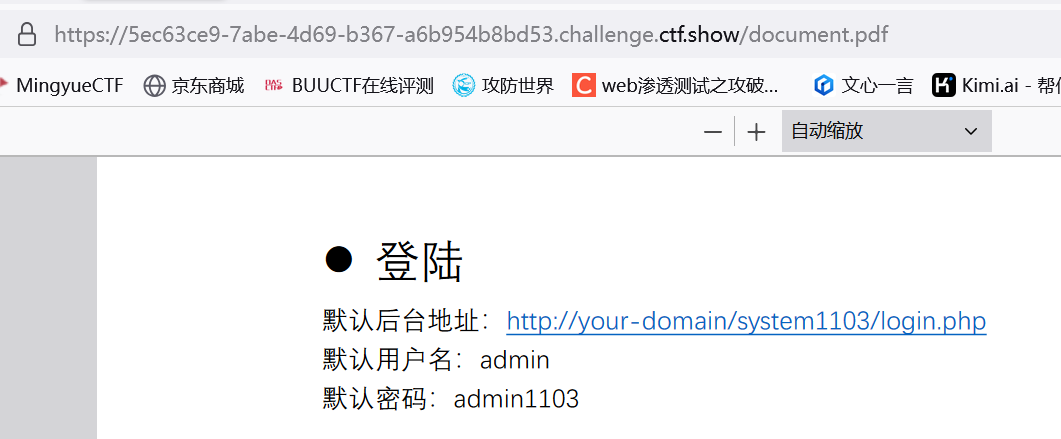 https://5ec63ce9-7abe-4d69-b367-a6b954b8bd53.challenge.ctf.show/document.pdf
MingyueCTF 京东商城 BUUCTF在线评测 攻防世界 C web渗透测试之攻破... 文心一言 Kimi.ai - 帮
自动缩放
● 登陆
默认后台地址：http://your-domain/system1103/login.php
默认用户名：admin
默认密码：admin1103